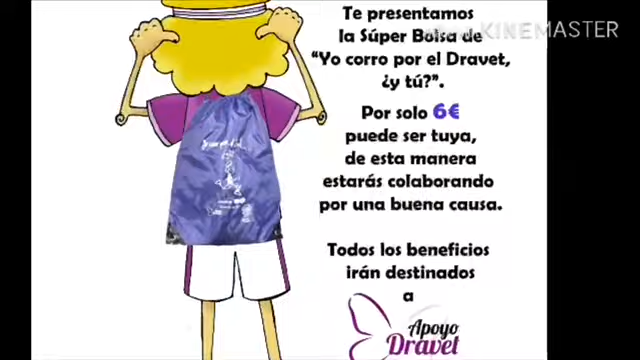 Te presentamos
la Súper Bolsa de
“Yo corro por el Dravet,
¿y tú?”.
Por solo 6€
puede ser tuya,
de esta manera
estarás colaborando
por una buena causa.
Todos los beneficios
irán destinados
a
Apoyo
Dravet
KINEMASTER